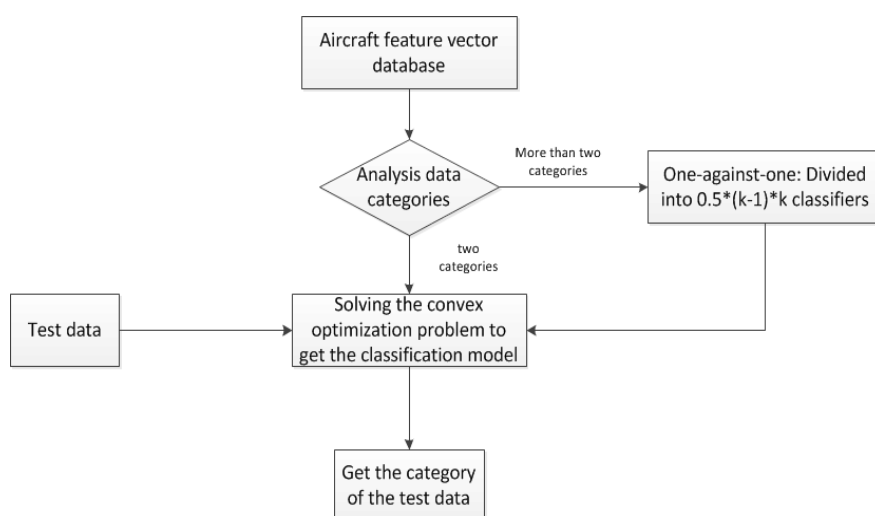 Aircraft feature vector
database
Analysis data
categories
More than two
categories
One-against-one: Divided
into 0.5*(k-1)*k classifiers
two
categories
Test data
Solving the convex
optimization problem to
get the classification model
Get the category
of the test data